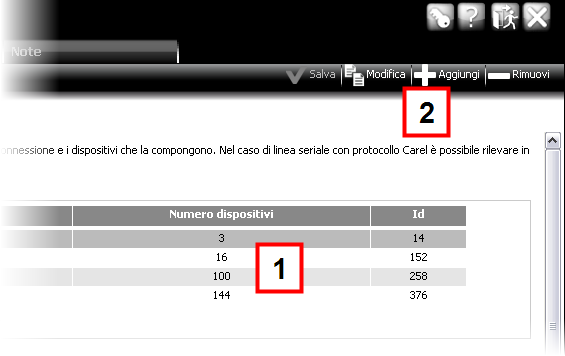 ?
Note
Salva Modifica Aggiungi Rimuovi
2
onnessione e i dispositivi che la compongono. Nel caso di linea seriale con protocollo Carel è possibile rilevare in
Numero dispositivi Id
3 14
16 152
1
100 258
144 376